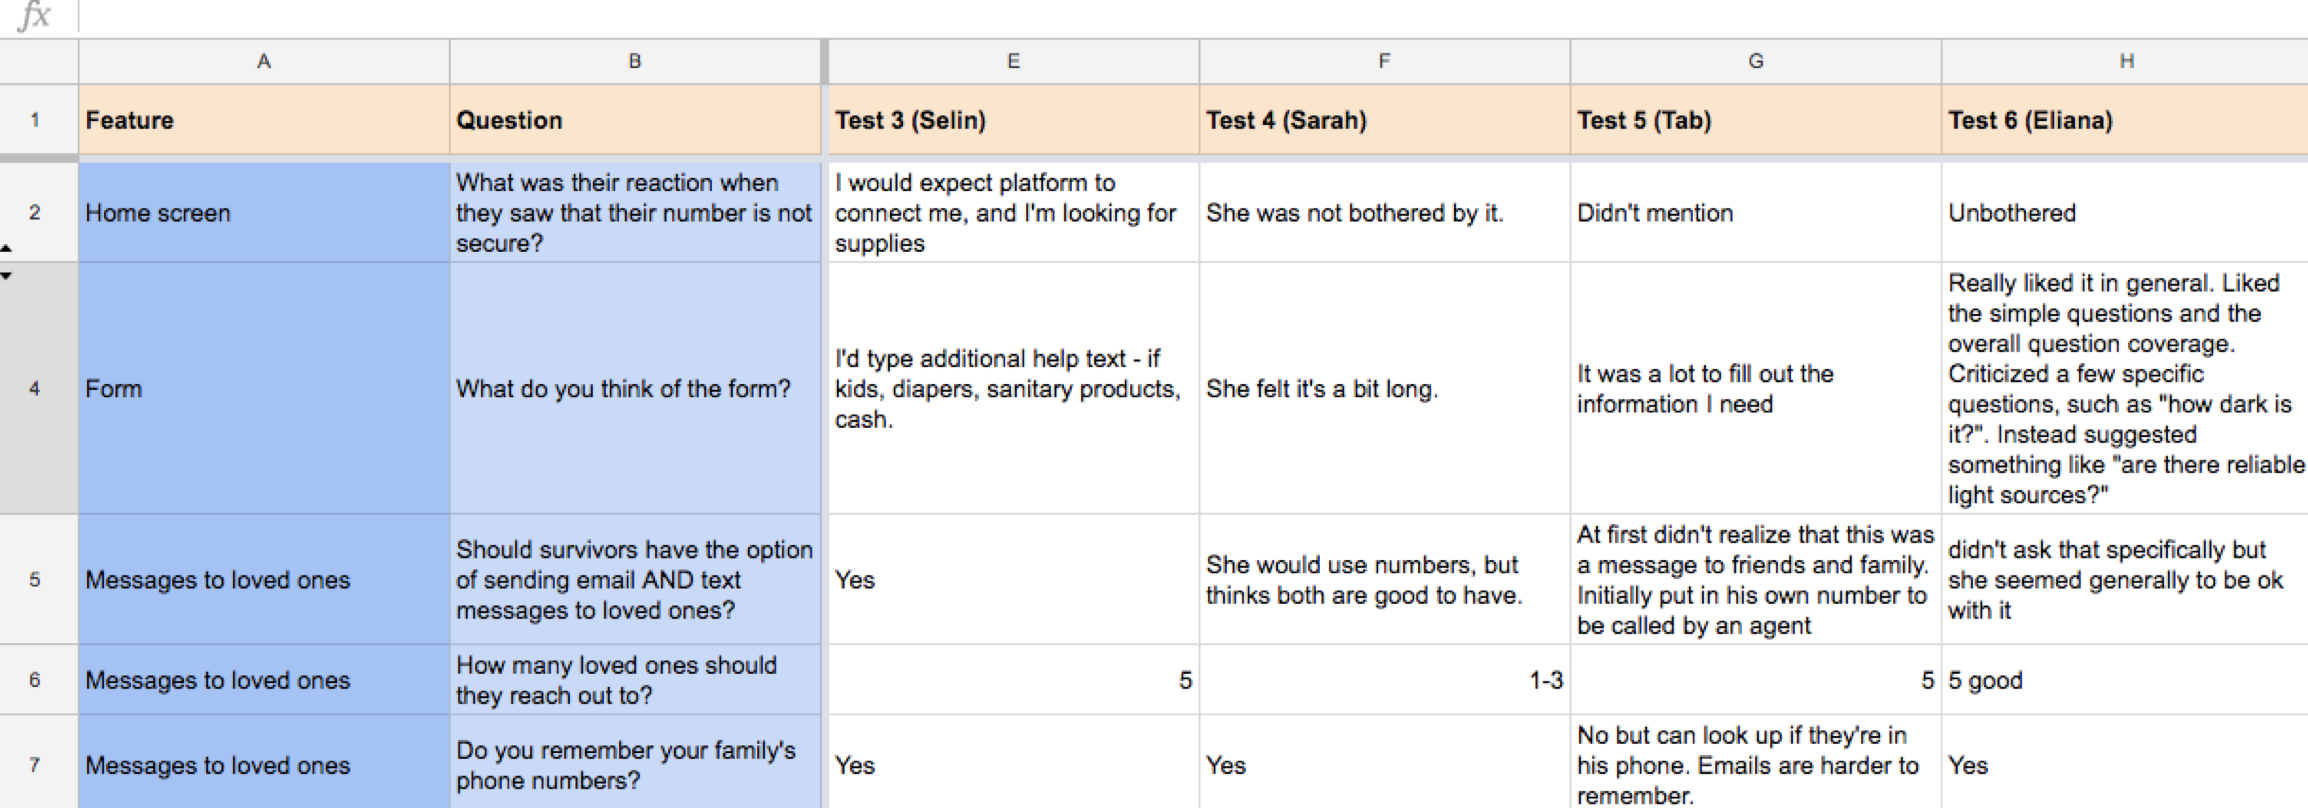 fx
A B E F G H
1 Feature Question Test 3 (Selin) Test 4 (Sarah) Test 5 (Tab) Test 6 (Eliana)
2
Home screen
What was their reaction when
they saw that their number is not
secure?
I would expect platform to
connect me, and I'm looking for
supplies
She was not bothered by it.
Didn't mention
Unbothered
4
Form
What do you think of the form?
I'd type additional help text - if
kids, diapers, sanitary products,
cash.
She felt it's a bit long.
It was a lot to fill out the
information I need
Really liked it in general. Liked
the simple questions and the
overall question coverage.
Criticized a few specific
questions, such as "how dark is
it?". Instead suggested
something like "are there reliable
light sources?"
5
Messages to loved ones
Should survivors have the option
of sending email AND text
messages to loved ones?
Yes
She would use numbers, but
thinks both are good to have.
At first didn't realize that this was
a message to friends and family.
Initially put in his own number to
be called by an agent
didn't ask that specifically but
she seemed generally to be ok
with it
6
Messages to loved ones
How many loved ones should
they reach out to?
5
1-3
5
5 good
7
Messages to loved ones
Do you remember your family's
phone numbers?
Yes
Yes
No but can look up if they're in
his phone. Emails are harder to
remember.
Yes